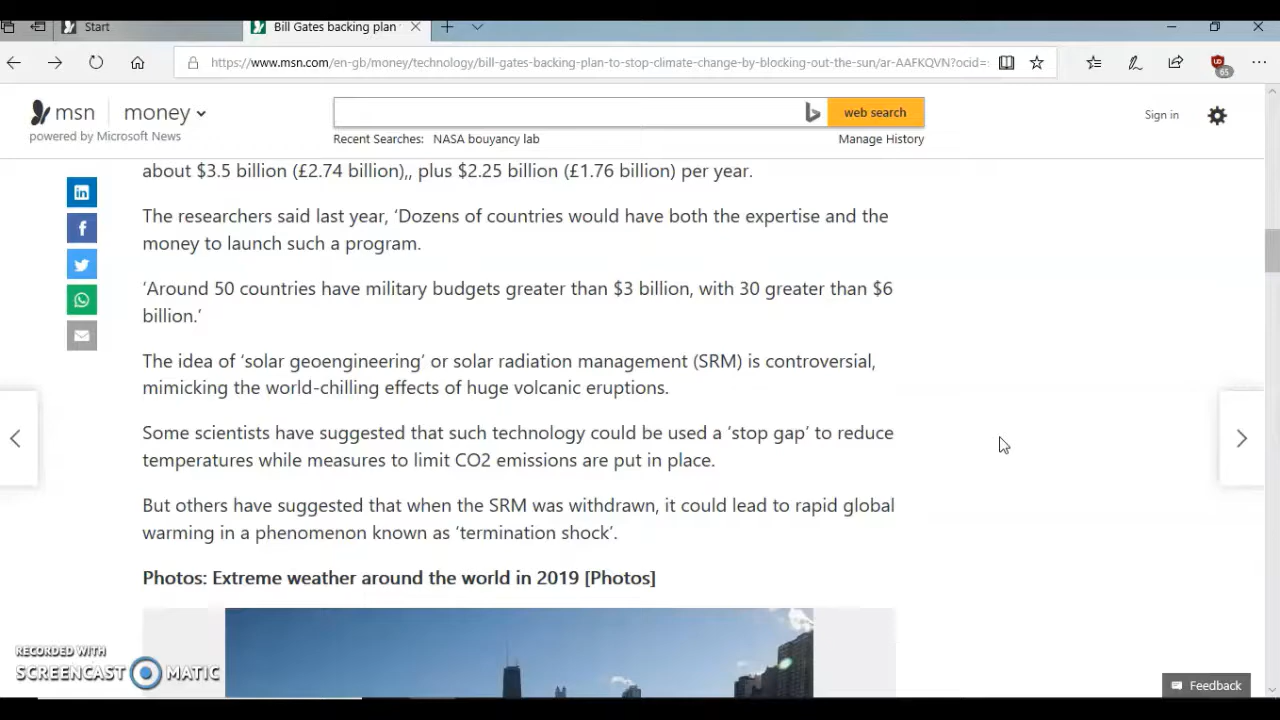 Start
Bill Gates backing plan
https://www.msn.com/en-gb/money/technology/bill-gates-backing-plan-to-stop-climate-change-by-blocking-out-the-sun/ar-AAFKQVN?ocid=
65
msn money
powered by Microsoft News
web search
Sign in
Recent Searches: NASA bouyancy lab
Manage History
about $3.5 billion (£2.74 billion),, plus $2.25 billion (£1.76 billion) per year.
The researchers said last year, ‘Dozens of countries would have both the expertise and the
money to launch such a program.
‘Around 50 countries have military budgets greater than $3 billion, with 30 greater than $6
billion.’
The idea of ‘solar geoengineering’ or solar radiation management (SRM) is controversial,
mimicking the world-chilling effects of huge volcanic eruptions.
Some scientists have suggested that such technology could be used a ‘stop gap’ to reduce
temperatures while measures to limit CO2 emissions are put in place.
But others have suggested that when the SRM was withdrawn, it could lead to rapid global
warming in a phenomenon known as ‘termination shock’.
Photos: Extreme weather around the world in 2019 [Photos]
RECORDED WITH
SCREENCAST MATIC
Feedback